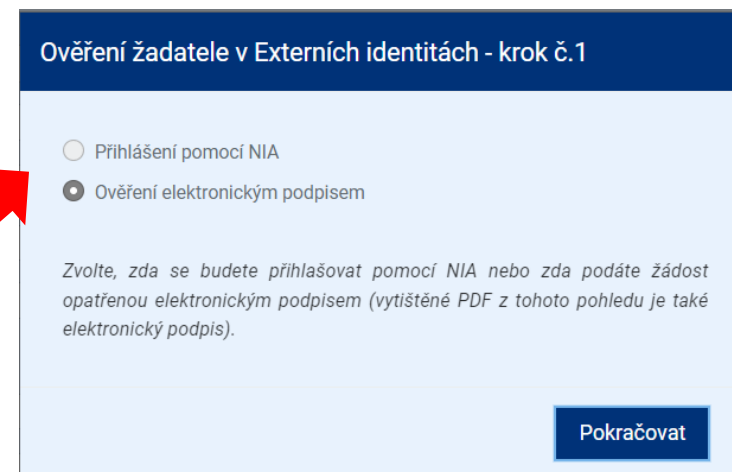 Ověření žadatele v Externích identitách - krok č.1
Přihlášení pomocí NIA
Ověření elektronickým podpisem
Zvolte, zda se budete přihlašovat pomocí NIA nebo zda podáte žádost
opatřenou elektronickým podpisem (vytištěné PDF z tohoto pohledu je také
elektronický podpis).
Pokračovat